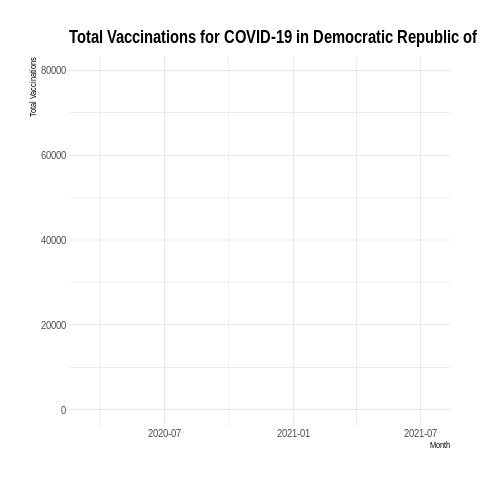 Total Vaccinations for COVID-19 in Democratic Republic of
Total Vaccinations
80000
60000
40000
20000
0
2020-07
2021-01
2021-07
Month